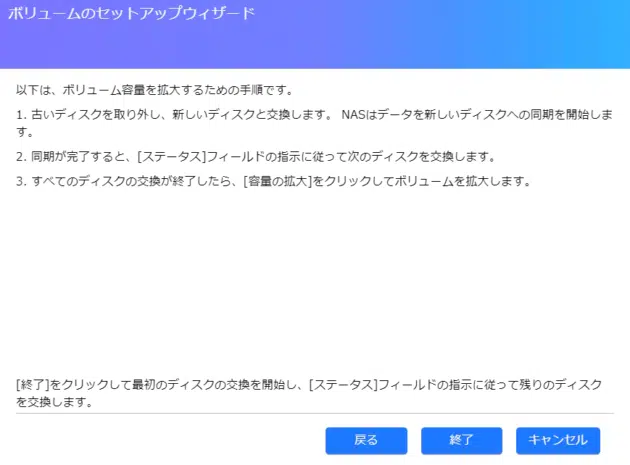 ボリュームのセットアップウィザード
以下は、ボリューム容量を拡大するための手順です。
1. 古いディスクを取り外し、新しいディスクと交換します。 NASはデータを新しいディスクへの同期を開始しま
す。
2. 同期が完了すると、[ステータス]フィールドの指示に従って次のディスクを交換します。
3. すべてのディスクの交換が終了したら、[容量の拡大]をクリックしてボリュームを拡大します。
[終了]をクリックして最初のディスクの交換を開始し、[ステータス]フィールドの指示に従って残りのディスク
を交換します。
戻る 終了 キャンセル